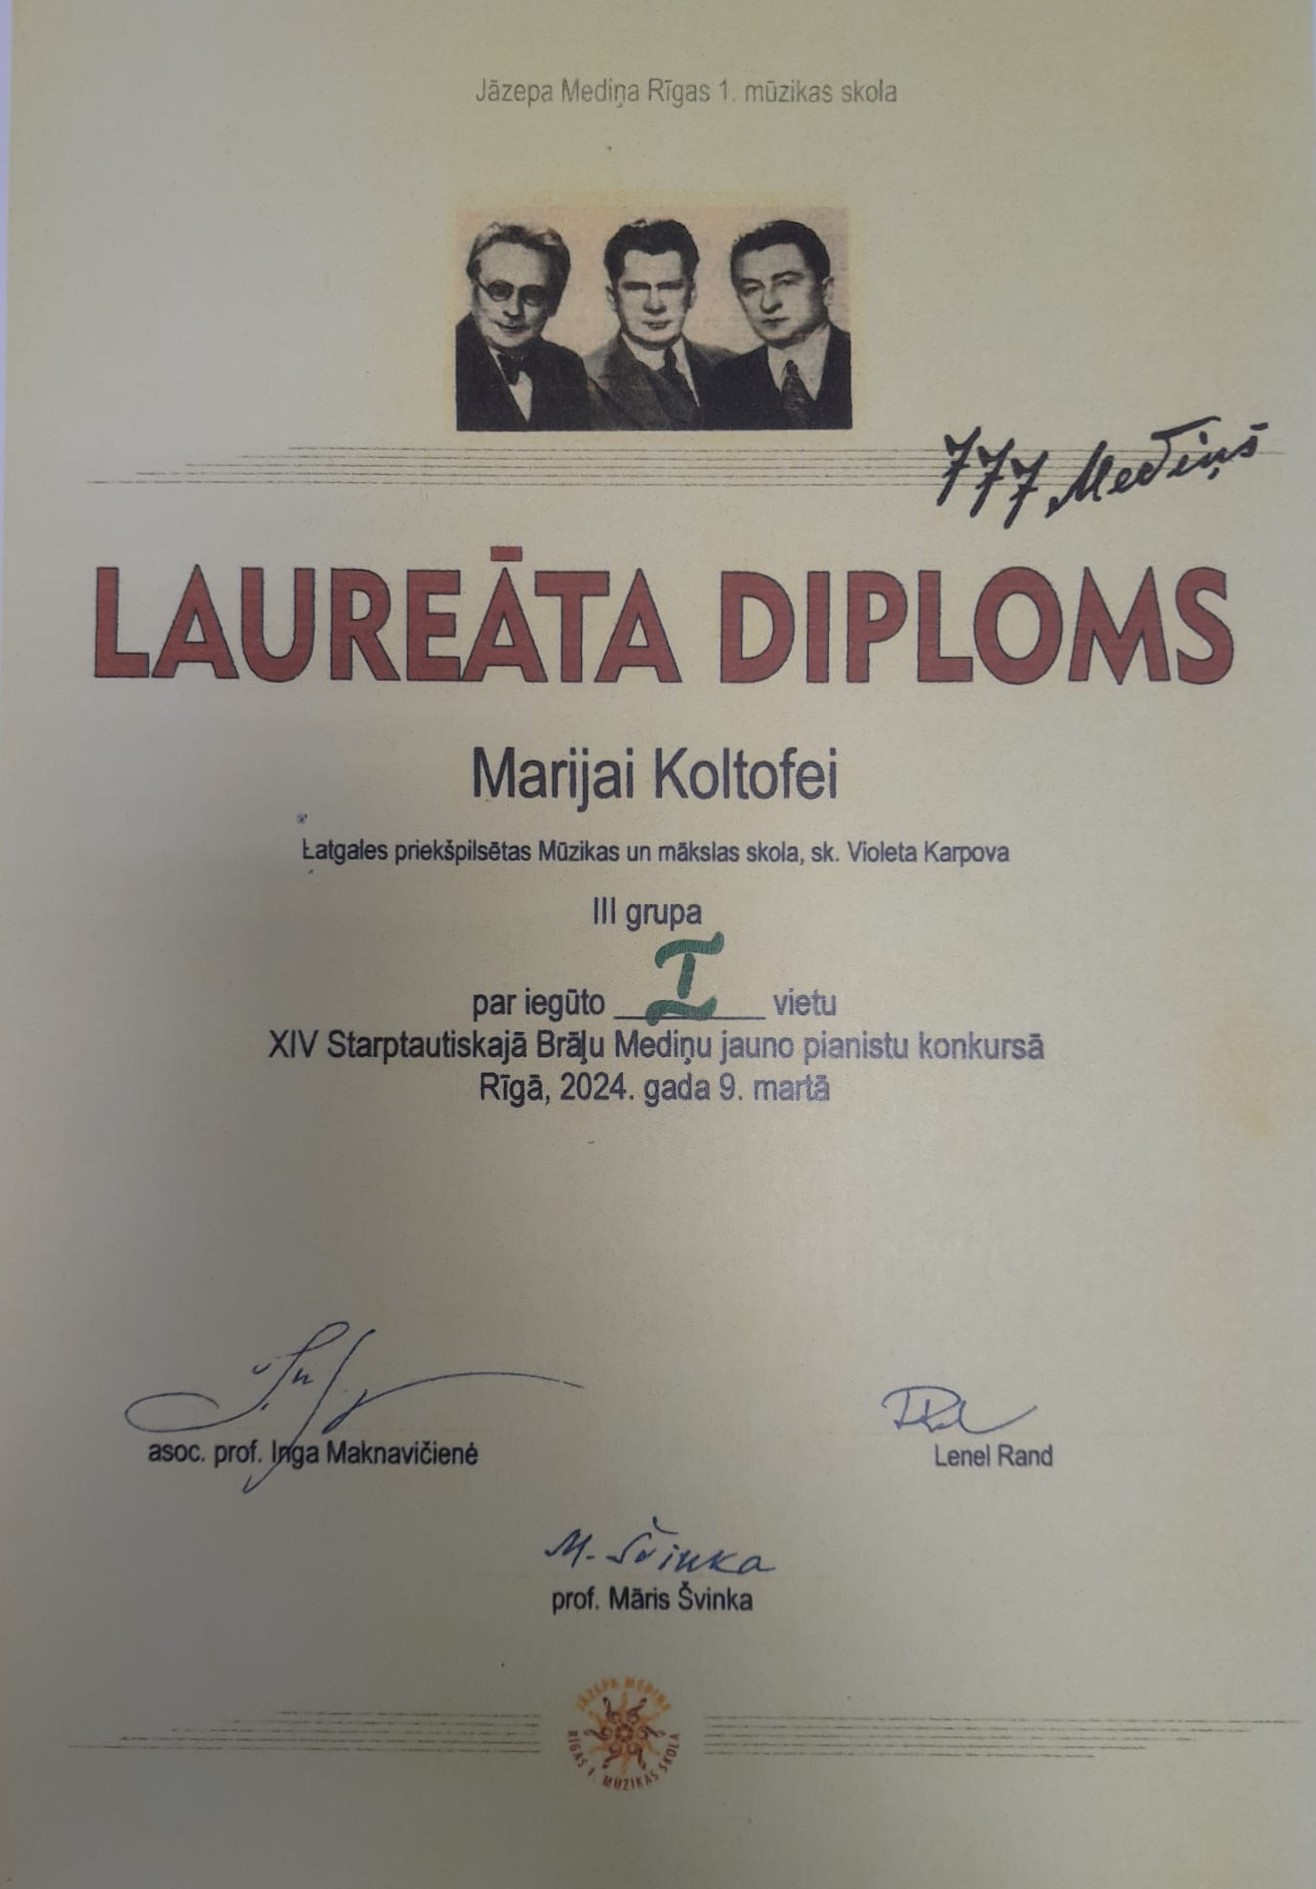 Jāzepa Mediņa Rīgas 1. mūzikas skola
JJJ Mediņš
LAUREĀTA DIPLOMS
Marijai Koltofei
Latgales priekšpilsētas Mūzikas un mākslas skola, sk. Violeta Karpova
III grupa
par iegūto I vietu
XIV Starptautiskajā Brāļu Mediņu jauno pianistu konkursā
Rīgā, 2024. gada 9. martā
asoc. prof. Inga Maknavičienė
Lenel Rand
M. Švinka
prof. Māris Švinka
JĀZEPA MEDIŅA
RĪGAS 1. MŪZIKAS SKOLA